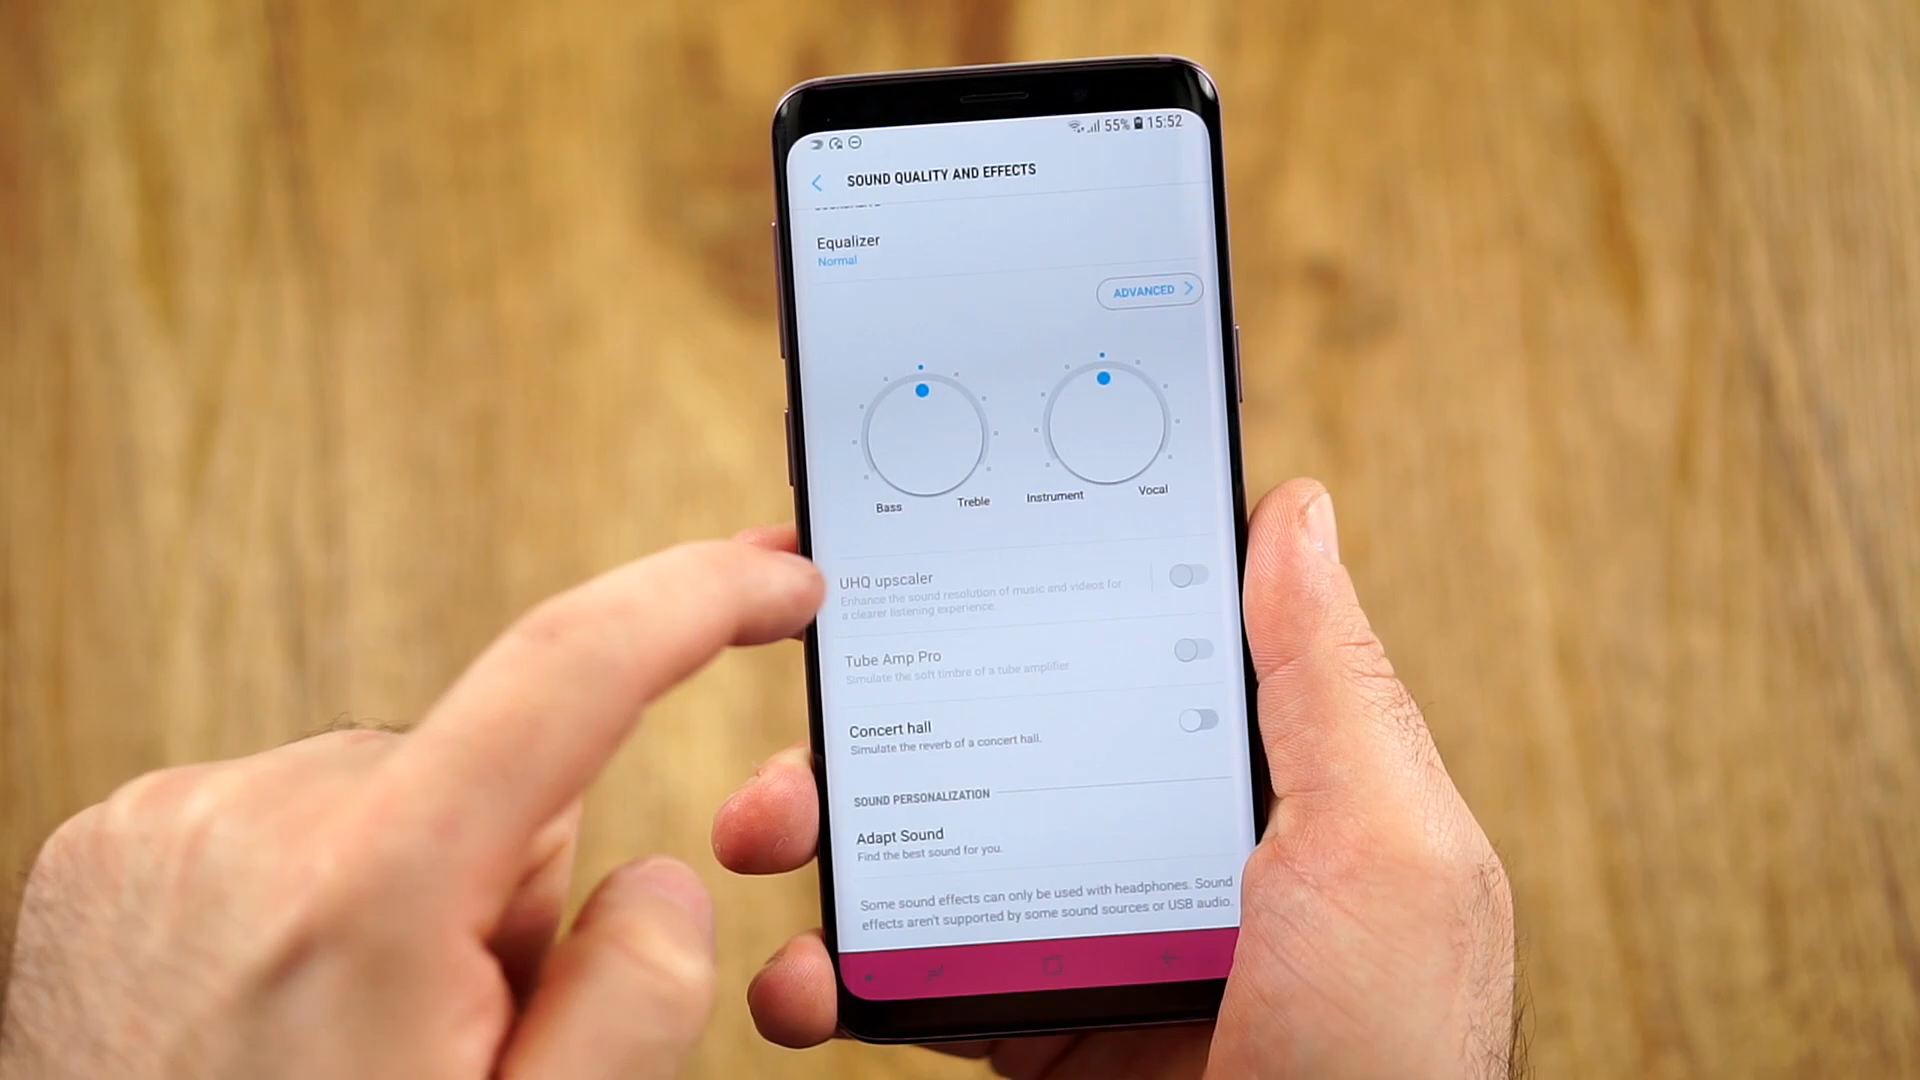 55% 15:52
SOUND QUALITY AND EFFECTS
Equalizer
Normal
ADVANCED
Bass
Treble
Instrument
Vocal
UHQ upscaler
Enhance the sound resolution of music and videos for
a clearer listening experience.
Tube Amp Pro
Simulate the soft timbre of a tube amplifier
Concert hall
Simulate the reverb of a concert hall.
SOUND PERSONALIZATION
Adapt Sound
Find the best sound for you.
Some sound effects can only be used with headphones. Sound
effects aren't supported by some sound sources or USB audio.